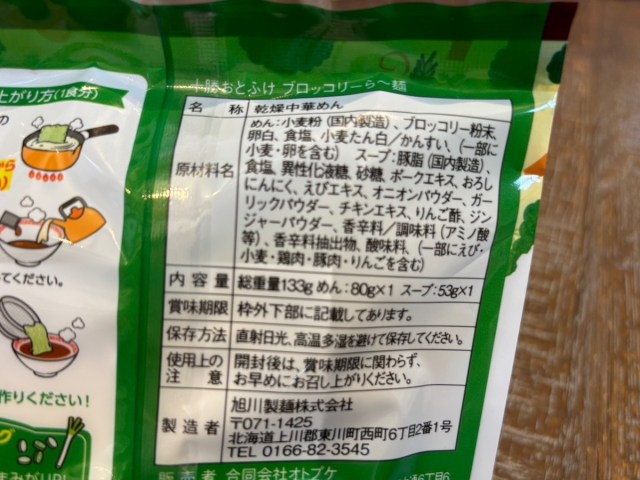 上がり方(1食分)
の
てください。
作りください!
十勝おとふけ ブロッコリーら〜麺
名 称 乾燥中華めん
原材料名
めん:小麦粉(国内製造)、ブロッコリー粉末、
卵白、食塩、小麦たん白/かんすい、(一部に
小麦・卵を含む) スープ:豚脂(国内製造)、
食塩、異性化液糖、砂糖、ポークエキス、おろし
にんにく、えびエキス、オニオンパウダー、ガー
リックパウダー、チキンエキス、りんご酢、ジン
ジャーパウダー、香辛料/調味料(アミノ酸
等)、香辛料抽出物、酸味料、(一部にえび・
小麦・鶏肉・豚肉・りんごを含む)
内 容 量 総重量133g めん:80g×1 スープ:53g×1
賞味期限 枠外下部に記載してあります。
保存方法 直射日光、高温多湿を避けて保存してください。
使用上の
注 意
開封後は、賞味期限に関わらず、
お早めにお召し上がりください。
製 造 者
旭川製麺株式会社
〒071-1425
北海道上川郡東川町西町6丁目2番1号
TEL 0166-82-3545
販 売 者 合同会社オトプケ